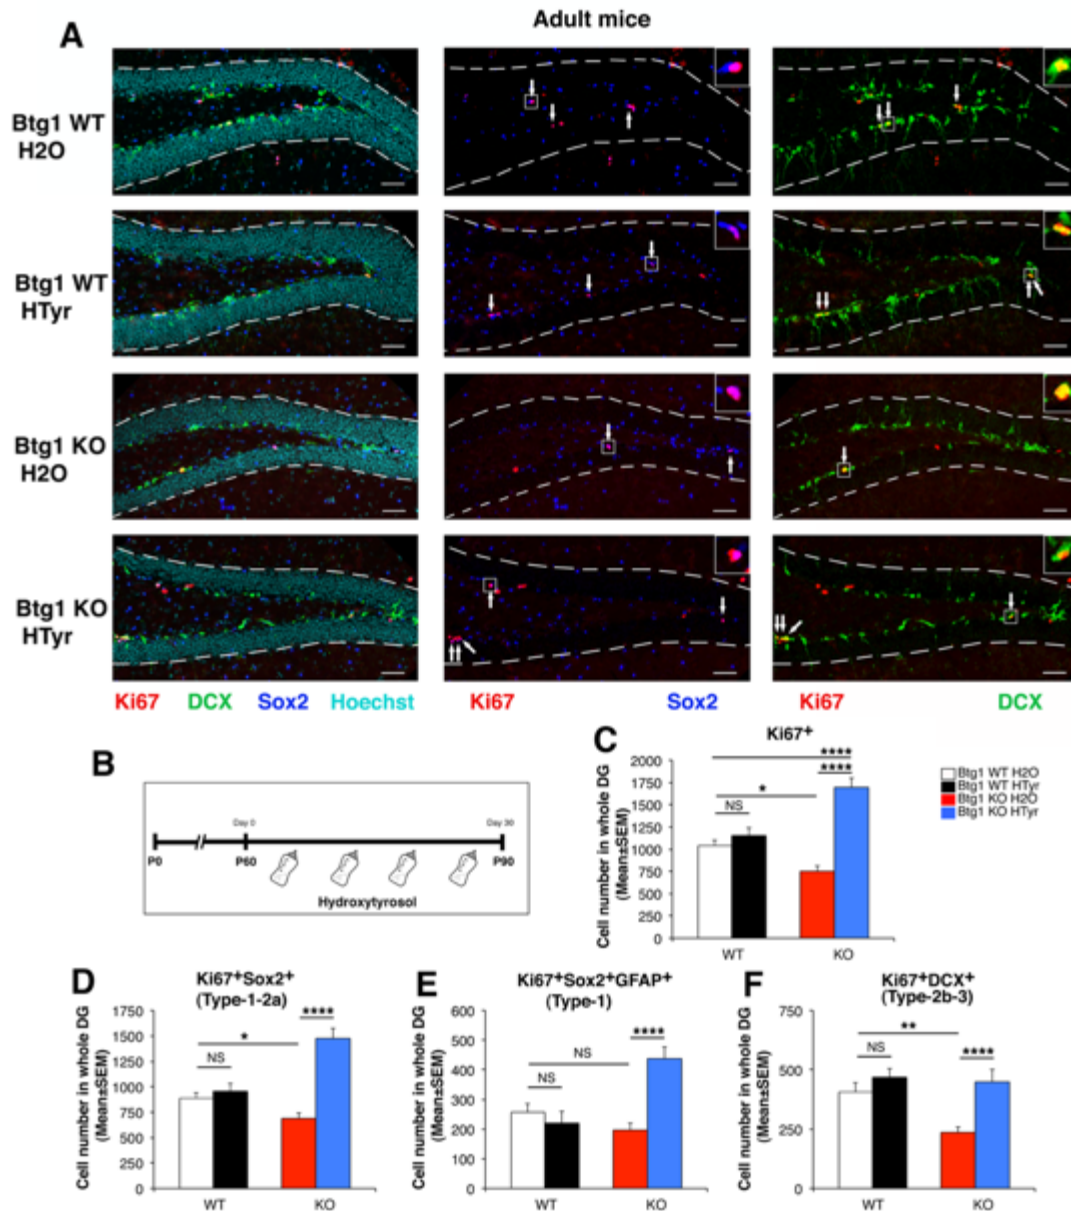 Adult mice
A
Btg1 WT
H2O
Btg1 WT
HTyr
Btg1 KO
H2O
Btg1 KO
HTyr
Ki67 DCX Sox2 Hoechst
Ki67 Sox2
Ki67 DCX
B
Day 0
Day 30
P0
P60
P90
Hydroxytyrosol
C
Ki67+
Cell number in whole DG
(Mean±SEM)
2000
1750
1500
1250
1000
750
500
250
0
NS
*
****
****
WT
KO
Btg1 WT H2O
Btg1 WT HTyr
Btg1 KO H2O
Btg1 KO HTyr
D
Ki67+Sox2+
(Type-1-2a)
Cell number in whole DG
(Mean±SEM)
1750
1500
1250
1000
750
500
250
0
NS
*
****
WT
KO
E
Ki67+Sox2+GFAP+
(Type-1)
Cell number in whole DG
(Mean±SEM)
600
500
400
300
200
100
0
NS
NS
****
WT
KO
F
Ki67+DCX+
(Type-2b-3)
Cell number in whole DG
(Mean±SEM)
750
500
250
0
NS
**
****
WT
KO